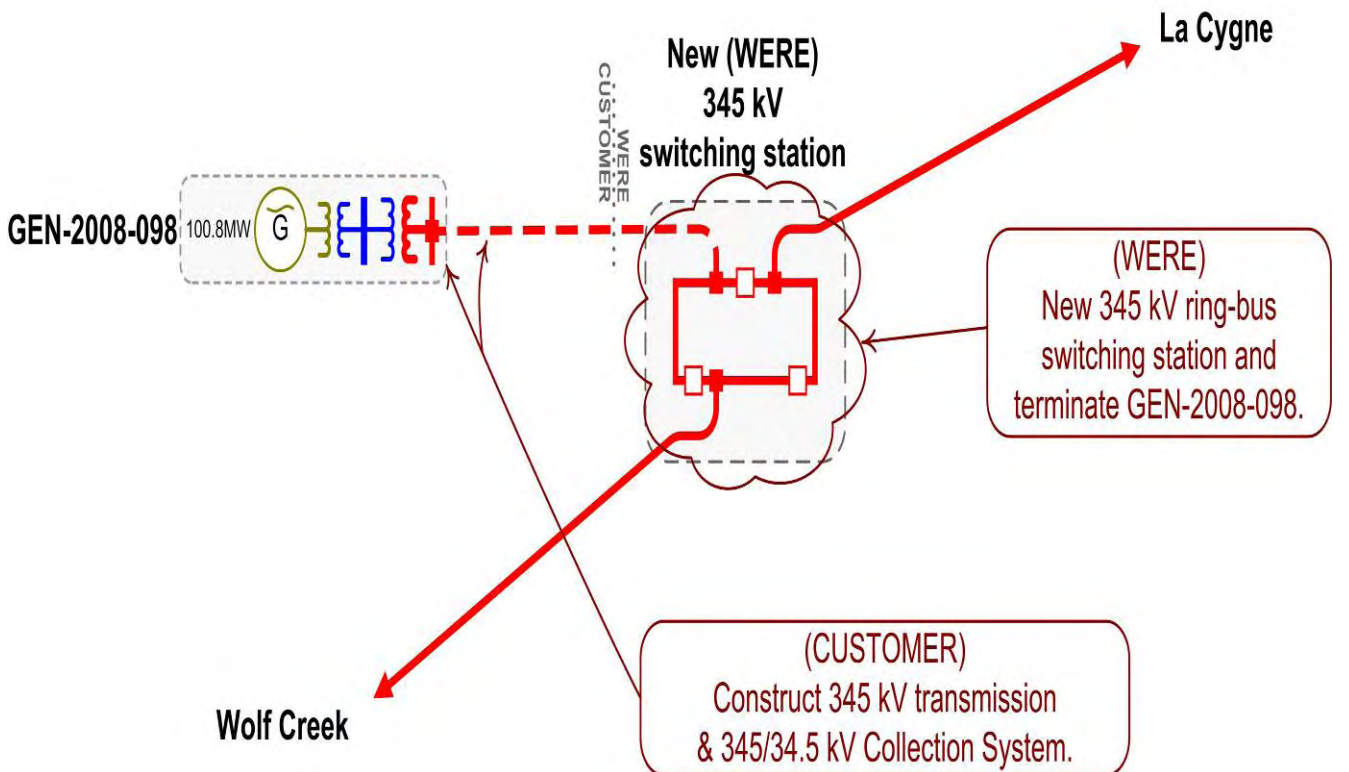 La Cygne
New (WERE)
345 kV
switching station
CUSTOMER
WERE
GEN-2008-098
100.8MW
G
(WERE)
New 345 kV ring-bus
switching station and
terminate GEN-2008-098.
(CUSTOMER)
Construct 345 kV transmission
& 345/34.5 kV Collection System.
Wolf Creek